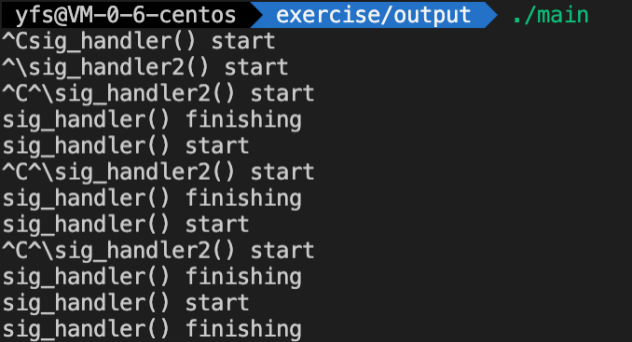 yfs@VM-0-6-centos exercise/output ./main
^Csig_handler() start
^\sig_handler2() start
^C^\sig_handler2() start
sig_handler() finishing
sig_handler() start
^C^\sig_handler2() start
sig_handler() finishing
sig_handler() start
^C^\sig_handler2() start
sig_handler() finishing
sig_handler() start
sig_handler() finishing